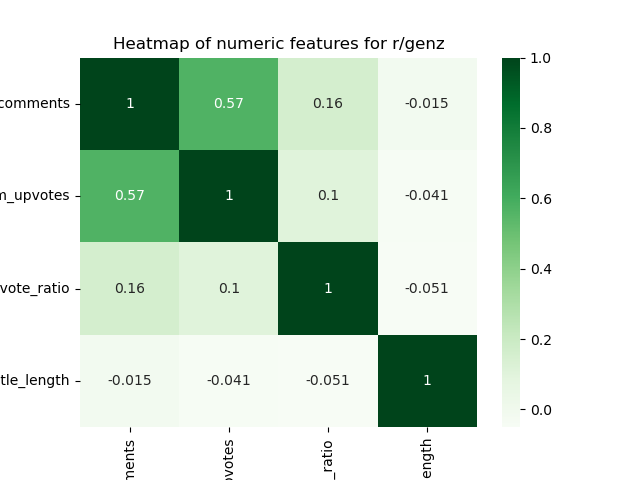 Heatmap of numeric features for r/genz
comments 1 0.57 0.16 -0.015
m_upvotes 0.57 1 0.1 -0.041
vote_ratio 0.16 0.1 1 -0.051
tle_length -0.015 -0.041 -0.051 1
ments
pvotes
_ratio
ength
1.0
0.8
0.6
0.4
0.2
0.0